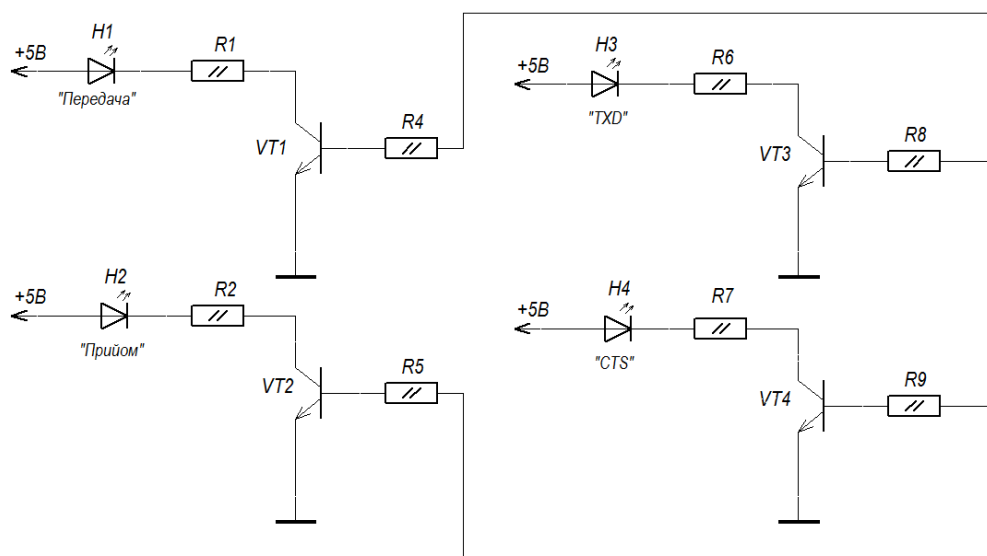 H1
R1
+5В
"Передача"
VT1
R4
H3
R6
+5В
"TXD"
VT3
R8
H2
R2
+5В
"Прийом"
VT2
R5
H4
R7
+5В
"CTS"
VT4
R9